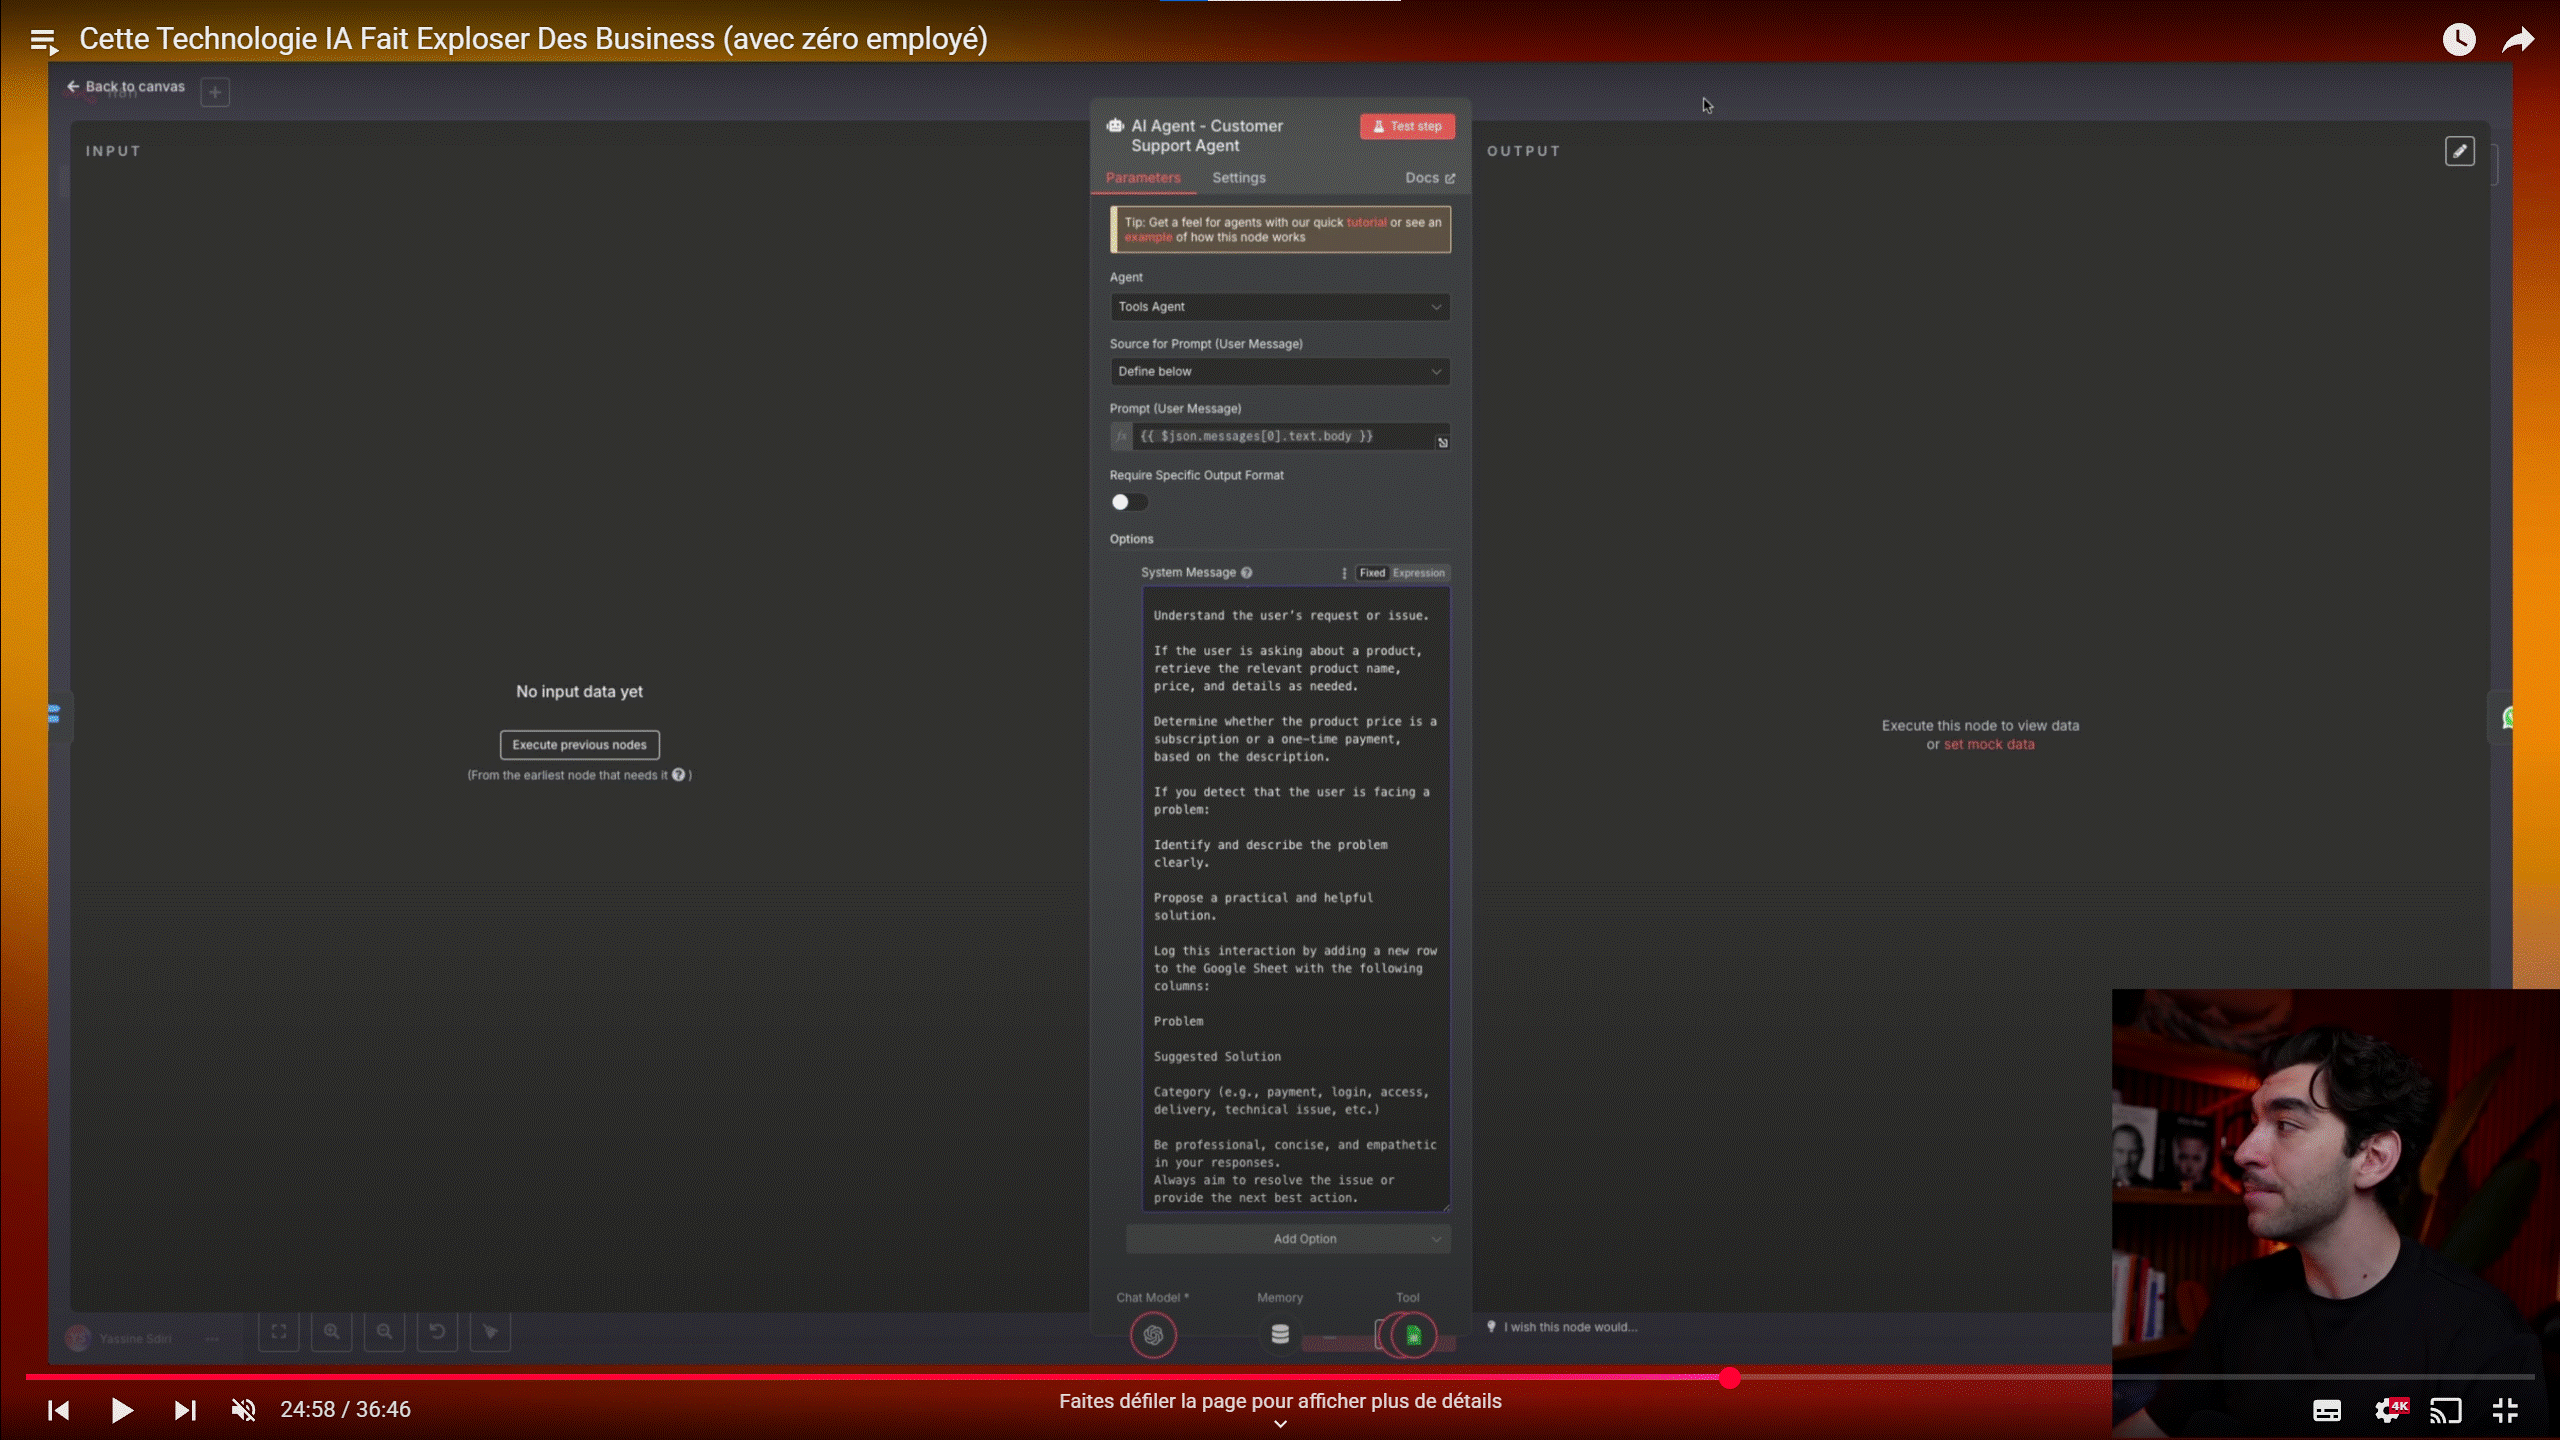 Cette Technologie IA Fait Exploser Des Business (avec zéro employé)
Back to canvas
INPUT
AI Agent - Customer
Support Agent
Test step
Parameters
Settings
Docs
Tip: Get a feel for agents with our quick tutorial or see an
example of how this node works
Agent
Tools Agent
Source for Prompt (User Message)
Define below
Prompt (User Message)
fx
{{ $json.messages[0].text.body }}
Require Specific Output Format
Options
System Message
Fixed
Expression
Understand the user's request or issue.
If the user is asking about a product,
retrieve the relevant product name,
price, and details as needed.
Determine whether the product price is a
subscription or a one-time payment,
based on the description.
If you detect that the user is facing a
problem:
Identify and describe the problem
clearly.
Propose a practical and helpful
solution.
Log this interaction by adding a new row
to the Google Sheet with the following
columns:
Problem
Suggested Solution
Category (e.g., payment, login, access,
delivery, technical issue, etc.)
Be professional, concise, and empathetic
in your responses.
Always aim to resolve the issue or
provide the next best action.
Add Option
Chat Model *
Memory
Tool
No input data yet
Execute previous nodes
(From the earliest node that needs it ? )
OUTPUT
Execute this node to view data
or set mock data
I wish this node would...
YS
Yassine Sdiri
24:58 / 36:46
Faites défiler la page pour afficher plus de détails
4K